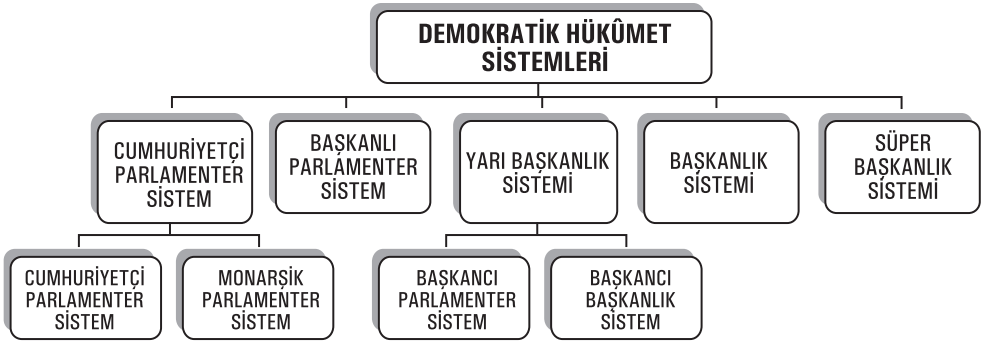 DEMOKRATİK HÜKÛMET
SİSTEMLERİ
CUMHURİYETÇİ
PARLAMENTER
SİSTEM
BAŞKANLI
PARLAMENTER
SİSTEM
YARI BAŞKANLIK
SİSTEMİ
BAŞKANLIK
SİSTEMİ
SÜPER
BAŞKANLIK
SİSTEMİ
CUMHURİYETÇİ
PARLAMENTER
SİSTEM
MONARŞİK
PARLAMENTER
SİSTEM
BAŞKANCI
PARLAMENTER
SİSTEM
BAŞKANCI
BAŞKANLIK
SİSTEM